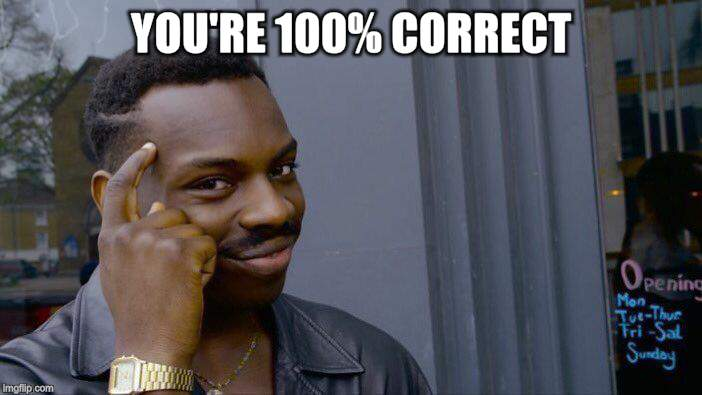 YOU'RE 100% CORRECT
Opening
Mon
Tue-Thur
Fri-Sat
Sunday
imgflip.com